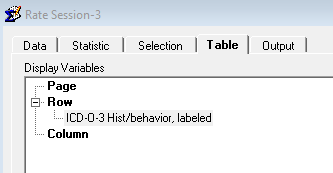 Rate Session-3
Data Statistic Selection Table Output
Display Variables
Page
Row
ICD-O-3 Hist/behavior, labeled
Column